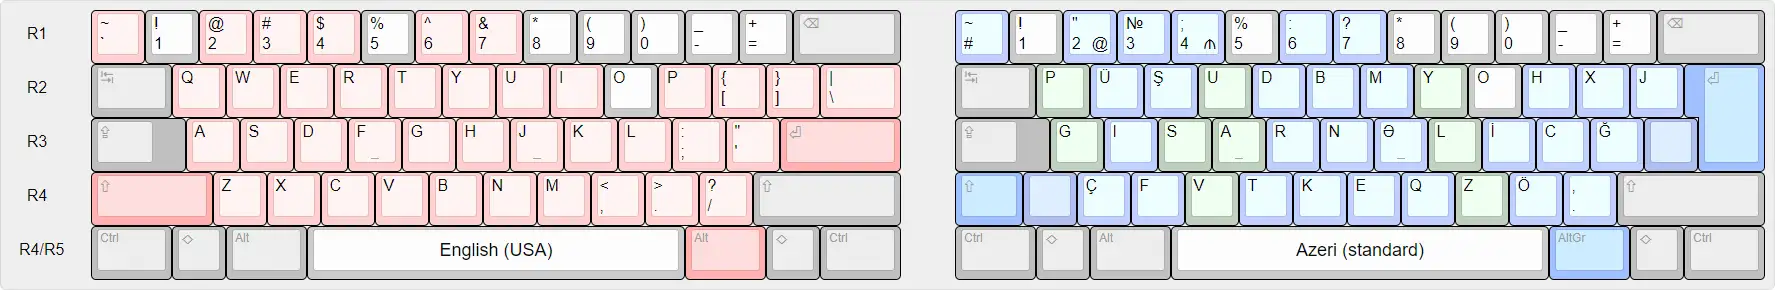 R1 ~ ` ! 1 @ 2 # 3 $ 4 % 5 ^ 6 & 7 * 8 ( 9 ) 0 _ - + = ⌫ ~ # ! 1 " 2 @ № 3 ; 4 ₼ % 5 : 6 ? 7 * 8 ( 9 ) 0 _ - + = ⌫
R2 ↹ Q W E R T Y U I O P { [ } ] | \ ↹ P Ü Ş U D B M Y O H X J ⏎
R3 ⇪ A S D F _ G H J _ K L : ; " ' ⏎ ⇪ G I S A _ R N Ə _ L İ C Ğ
R4 ⇧ Z X C V B N M < , > . ? / ⇧ ⇧ Ç F V T K E Q Z Ö , . ⇧
R4/R5 Ctrl ◇ Alt English (USA) Alt ◇ Ctrl Ctrl ◇ Alt Azeri (standard) AltGr ◇ Ctrl